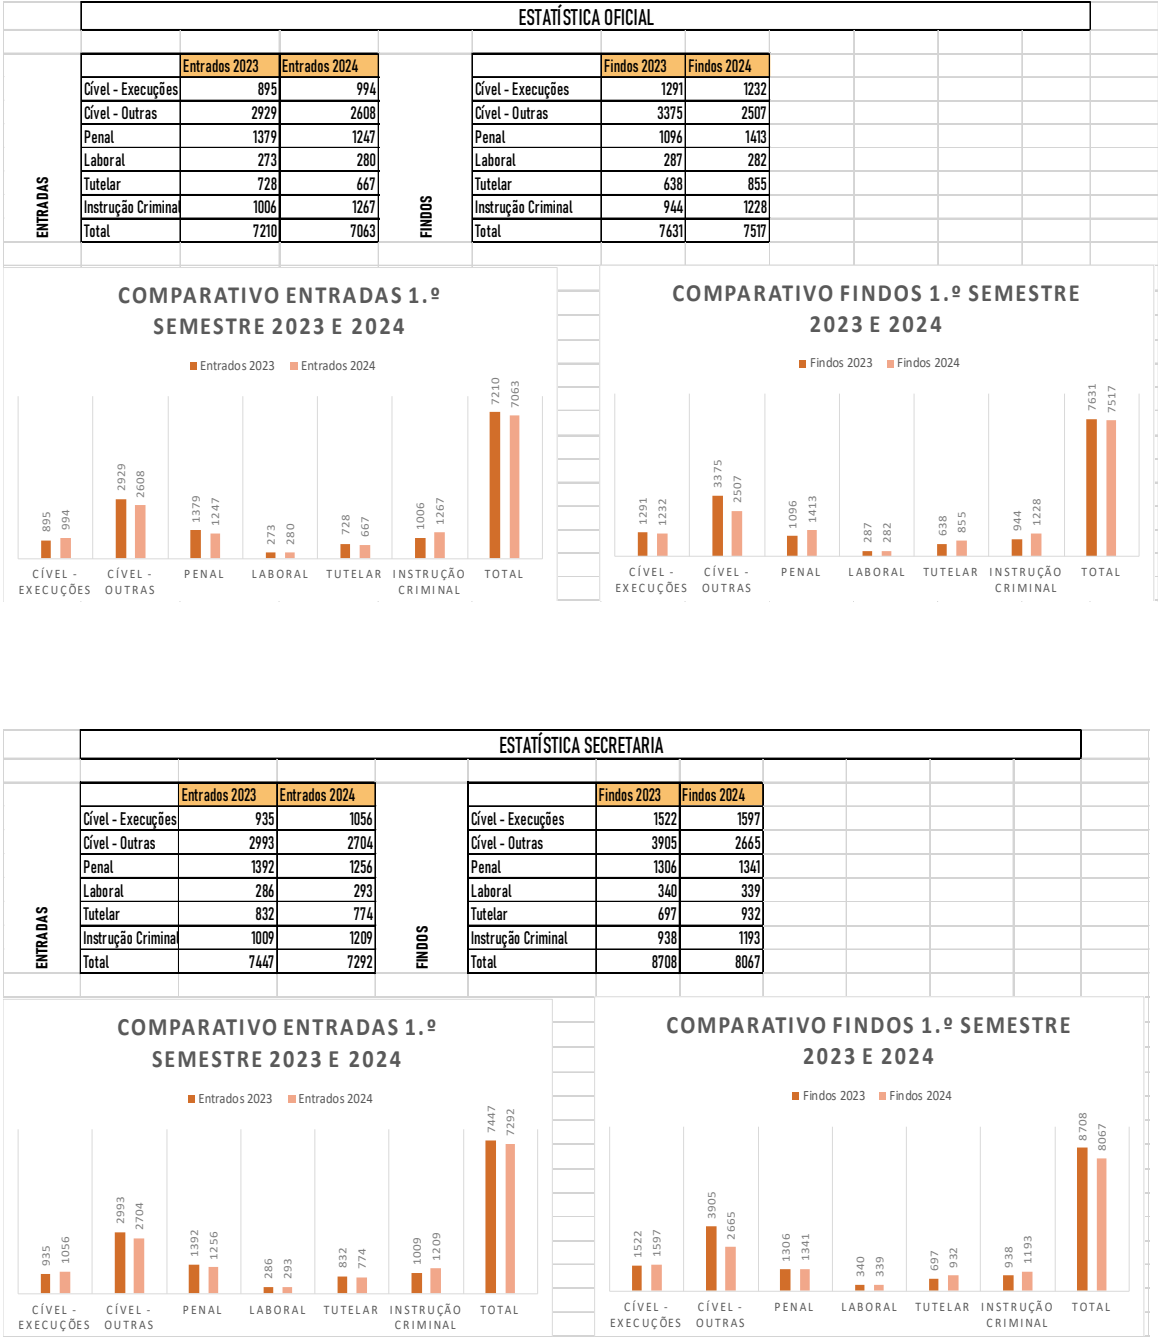 ESTATÍSTICA OFICIAL
Entrados 2023 Entrados 2024
Cível - Execuções 895 994
Cível - Outras 2929 2608
Penal 1379 1247
Laboral 273 280
Tutelar 728 667
Instrução Criminal 1006 1267
Total 7210 7063
ENTRADAS
Findos 2023 Findos 2024
Cível - Execuções 1291 1232
Cível - Outras 3375 2507
Penal 1096 1413
Laboral 287 282
Tutelar 638 855
Instrução Criminal 944 1228
Total 7631 7517
FINDOS
COMPARATIVO ENTRADAS 1.º
SEMESTRE 2023 E 2024
Entrados 2023 Entrados 2024
895 994 2929 2608 1379 1247 273 280 728 667 1006 1267 7210 7063
CÍVEL - CÍVEL - PENAL LABORAL TUTELAR INSTRUÇÃO TOTAL
EXECUÇÕES OUTRAS CRIMINAL
COMPARATIVO FINDOS 1.º SEMESTRE
2023 E 2024
Findos 2023 Findos 2024
1291 1232 3375 2507 1096 1413 287 282 638 855 944 1228 7631 7517
CÍVEL - CÍVEL - PENAL LABORAL TUTELAR INSTRUÇÃO TOTAL
EXECUÇÕES OUTRAS CRIMINAL
ESTATÍSTICA SECRETARIA
Entrados 2023 Entrados 2024
Cível - Execuções 935 1056
Cível - Outras 2993 2704
Penal 1392 1256
Laboral 286 293
Tutelar 832 774
Instrução Criminal 1009 1209
Total 7447 7292
ENTRADAS
Findos 2023 Findos 2024
Cível - Execuções 1522 1597
Cível - Outras 3905 2665
Penal 1306 1341
Laboral 340 339
Tutelar 697 932
Instrução Criminal 938 1193
Total 8708 8067
FINDOS
COMPARATIVO ENTRADAS 1.º
SEMESTRE 2023 E 2024
Entrados 2023 Entrados 2024
935 1056 2993 2704 1392 1256 286 293 832 774 1009 1209 7447 7292
CÍVEL - CÍVEL - PENAL LABORAL TUTELAR INSTRUÇÃO TOTAL
EXECUÇÕES OUTRAS CRIMINAL
COMPARATIVO FINDOS 1.º SEMESTRE
2023 E 2024
Findos 2023 Findos 2024
1522 1597 3905 2665 1306 1341 340 339 697 932 938 1193 8708 8067
CÍVEL - CÍVEL - PENAL LABORAL TUTELAR INSTRUÇÃO TOTAL
EXECUÇÕES OUTRAS CRIMINAL